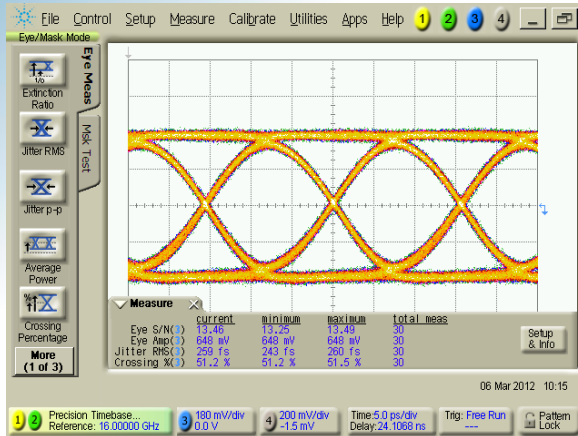 File Control Setup Measure Calibrate Utilities Apps Help 1 2 3 4
Eye/Mask Mode
Eye Meas
Msk Test
Extinction
Ratio
Jitter RMS
Jitter p-p
Average
Power
Crossing
Percentage
More
(1 of 3)
Measure
current minimum maximum total meas
Eye S/N(3) 13.46 13.25 13.49 30
Eye Amp(3) 648 mV 648 mV 648 mV 30
Jitter RMS(3) 259 fs 243 fs 260 fs 30
Crossing %(3) 51.2 % 51.2 % 51.5 % 30
Setup
& Info
06 Mar 2012 10:15
1 2 Precision Timebase...
Reference: 16.00000 GHz
3 180 mV/div
0.0 V
4 200 mV/div
-1.5 mV
Time:5.0 ps/div
Delay:24.1068 ns
Trig: Free Run
---
Pattern
Lock